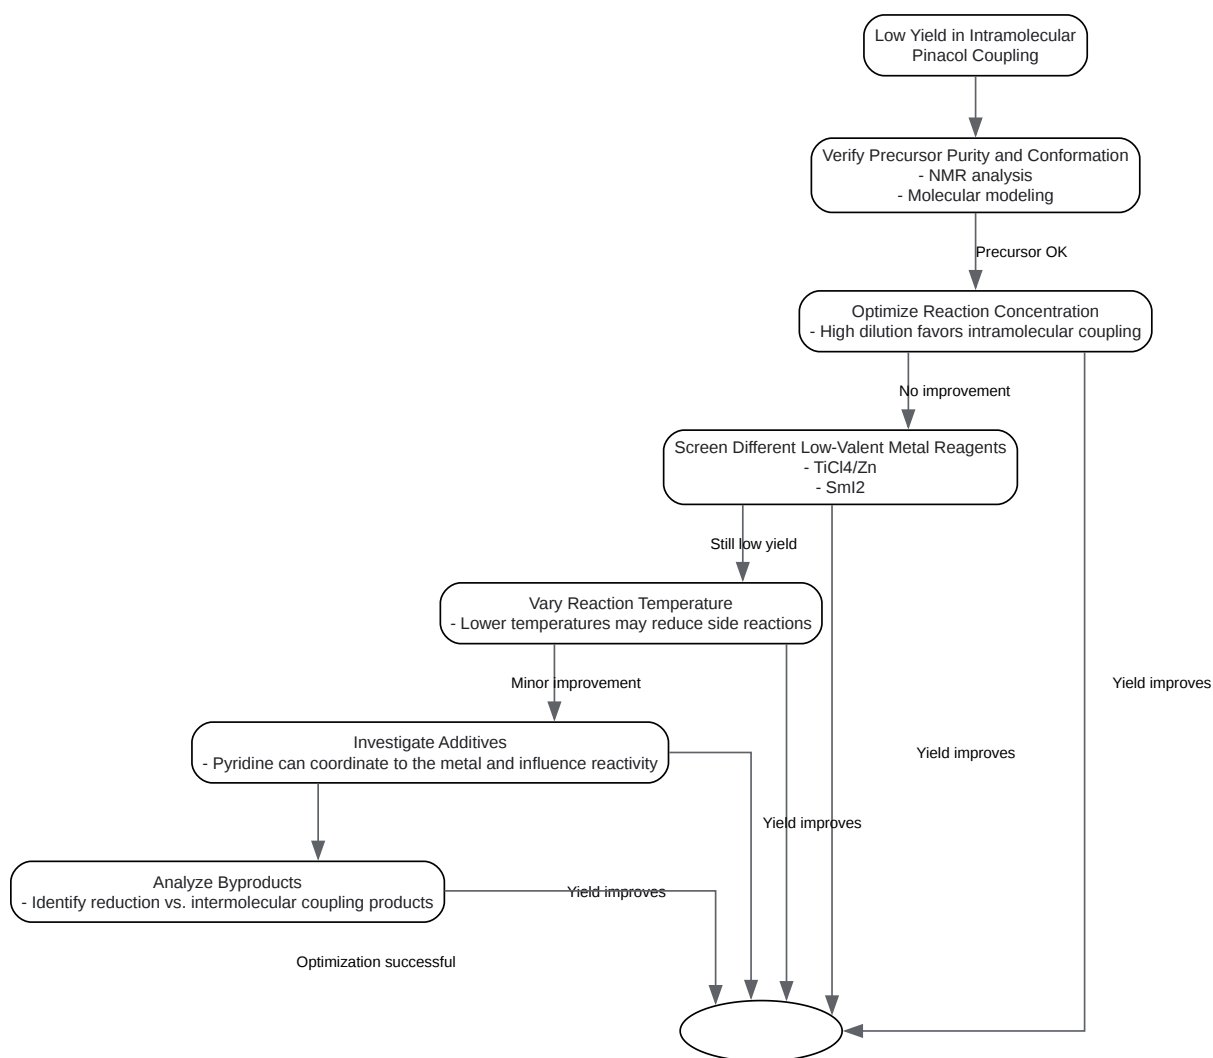 Low Yield in Intramolecular
Pinacol Coupling
Verify Precursor Purity and Conformation
- NMR analysis
- Molecular modeling
Precursor OK
Optimize Reaction Concentration
- High dilution favors intramolecular coupling
No improvement
Screen Different Low-Valent Metal Reagents
- TiCl4/Zn
- SmI2
Still low yield
Vary Reaction Temperature
- Lower temperatures may reduce side reactions
Minor improvement
Yield improves
Investigate Additives
- Pyridine can coordinate to the metal and influence reactivity
Yield improves
Yield improves
Analyze Byproducts
- Identify reduction vs. intermolecular coupling products
Yield improves
Optimization successful